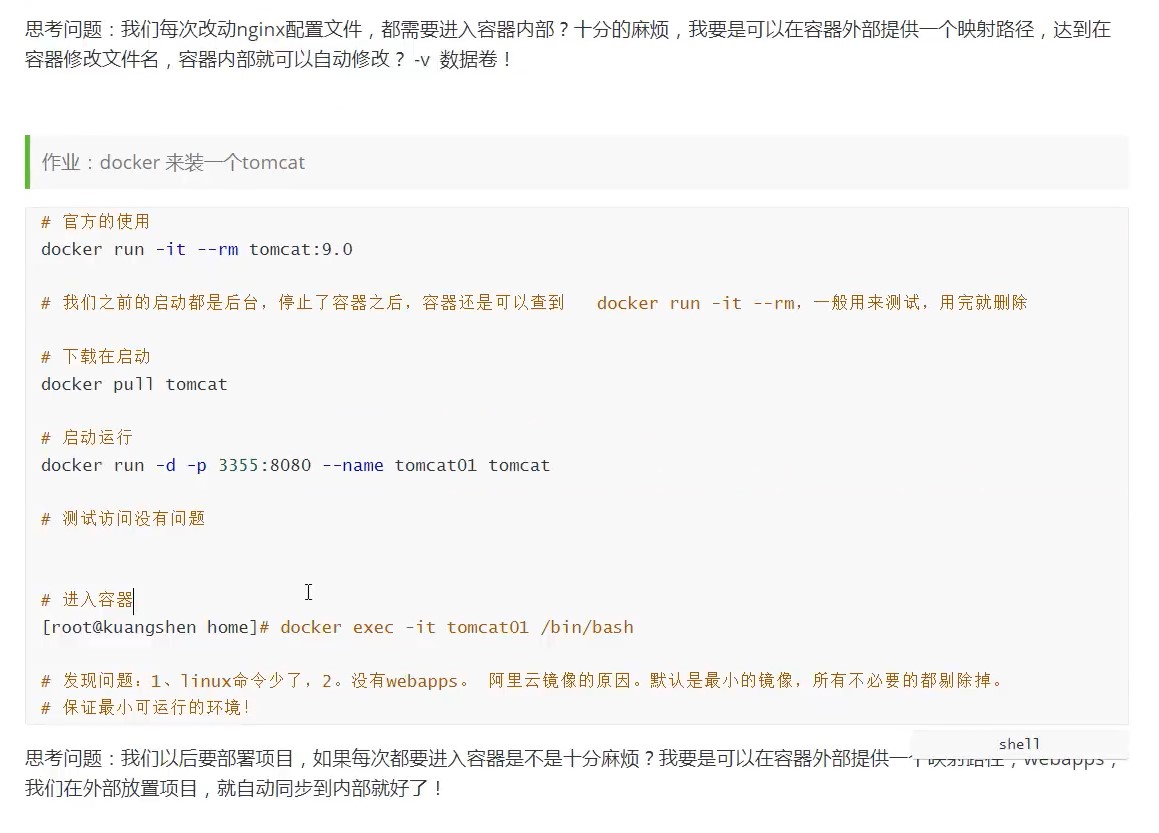 思考问题：我们每次改动nginx配置文件，都需要进入容器内部？十分的麻烦，我要是可以在容器外部提供一个映射路径，达到在
容器修改文件名，容器内部就可以自动修改？-v 数据卷！
作业：docker 来装一个tomcat
# 官方的使用
docker run -it --rm tomcat:9.0
# 我们之前的启动都是后台，停止了容器之后，容器还是可以查到   docker run -it --rm，一般用来测试，用完就删除
# 下载在启动
docker pull tomcat
# 启动运行
docker run -d -p 3355:8080 --name tomcat01 tomcat
# 测试访问没有问题
# 进入容器
[root@kuangshen home]# docker exec -it tomcat01 /bin/bash
# 发现问题：1、linux命令少了，2。没有webapps。 阿里云镜像的原因。默认是最小的镜像，所有不必要的都剔除掉。
# 保证最小可运行的环境！
shell
思考问题：我们以后要部署项目，如果每次都要进入容器是不是十分麻烦？我要是可以在容器外部提供一个映射路径，webapps，
我们在外部放置项目，就自动同步到内部就好了！